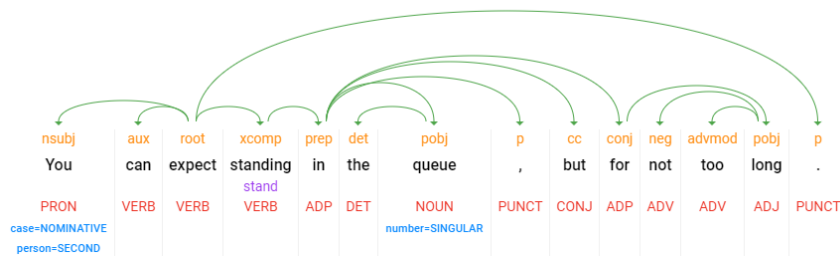 nsubj aux root xcomp prep det pobj p cc conj neg advmod pobj p
You can expect standing in the queue , but for not too long .
stand
PRON VERB VERB VERB ADP DET NOUN PUNCT CONJ ADP ADV ADV ADJ PUNCT
case=NOMINATIVE number=SINGULAR
person=SECOND